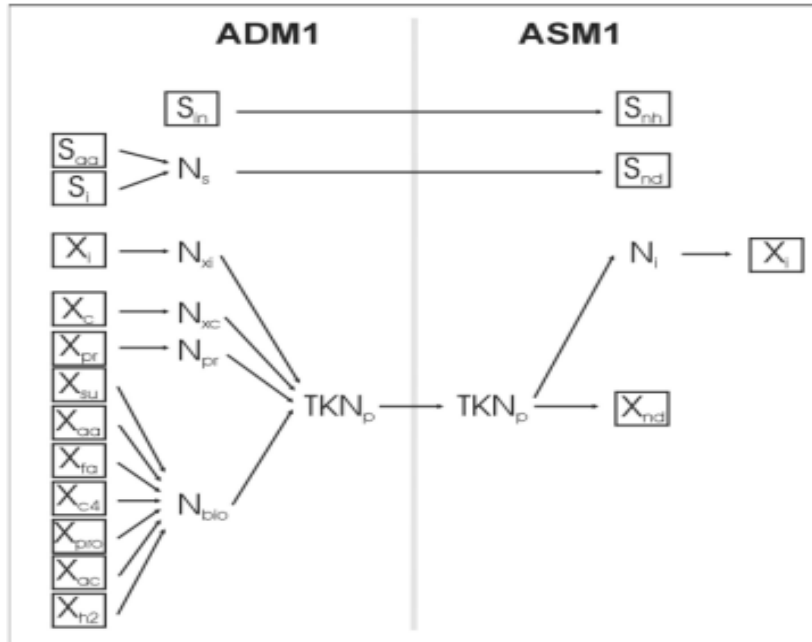 ADM1 ASM1
S_in S_nh
S_aa
N_s S_nd
S_i
X_i N_xi N_i X_i
X_c N_xc
X_pr N_pr
X_su
TKN_p TKN_p X_nd
X_aa
X_fa
X_c4 N_bio
X_pro
X_ac
X_h2